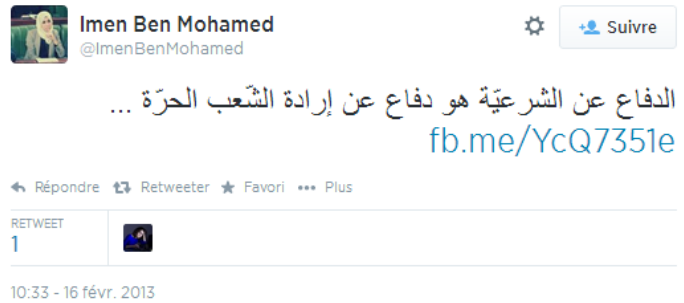 Imen Ben Mohamed
@ImenBenMohamed
Suivre
الدفاع عن الشرعيّة هو دفاع عن إرادة الشّعب الحرّة ...
fb.me/YcQ7351e
Répondre Retweeter Favori Plus
RETWEET
1
10:33 - 16 févr. 2013